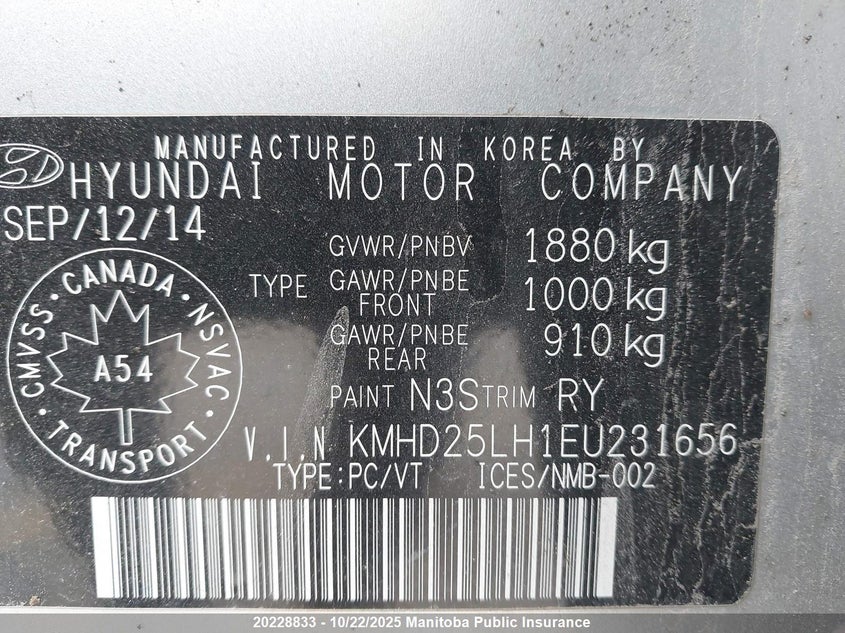 MANUFACTURED IN KOREA BY
HYUNDAI MOTOR COMPANY
SEP/12/14
GVWR/PNBV 1880 kg
TYPE GAWR/PNBE FRONT 1000 kg
GAWR/PNBE REAR 910 kg
CANADA · NSVAC · TRANSPORT · CMVSS ·
A54
PAINT N3S TRIM RY
V.I.N KMHD25LH1EU231656
TYPE:PC/VT ICES/NMB-002
20228833 - 10/22/2025 Manitoba Public Insurance